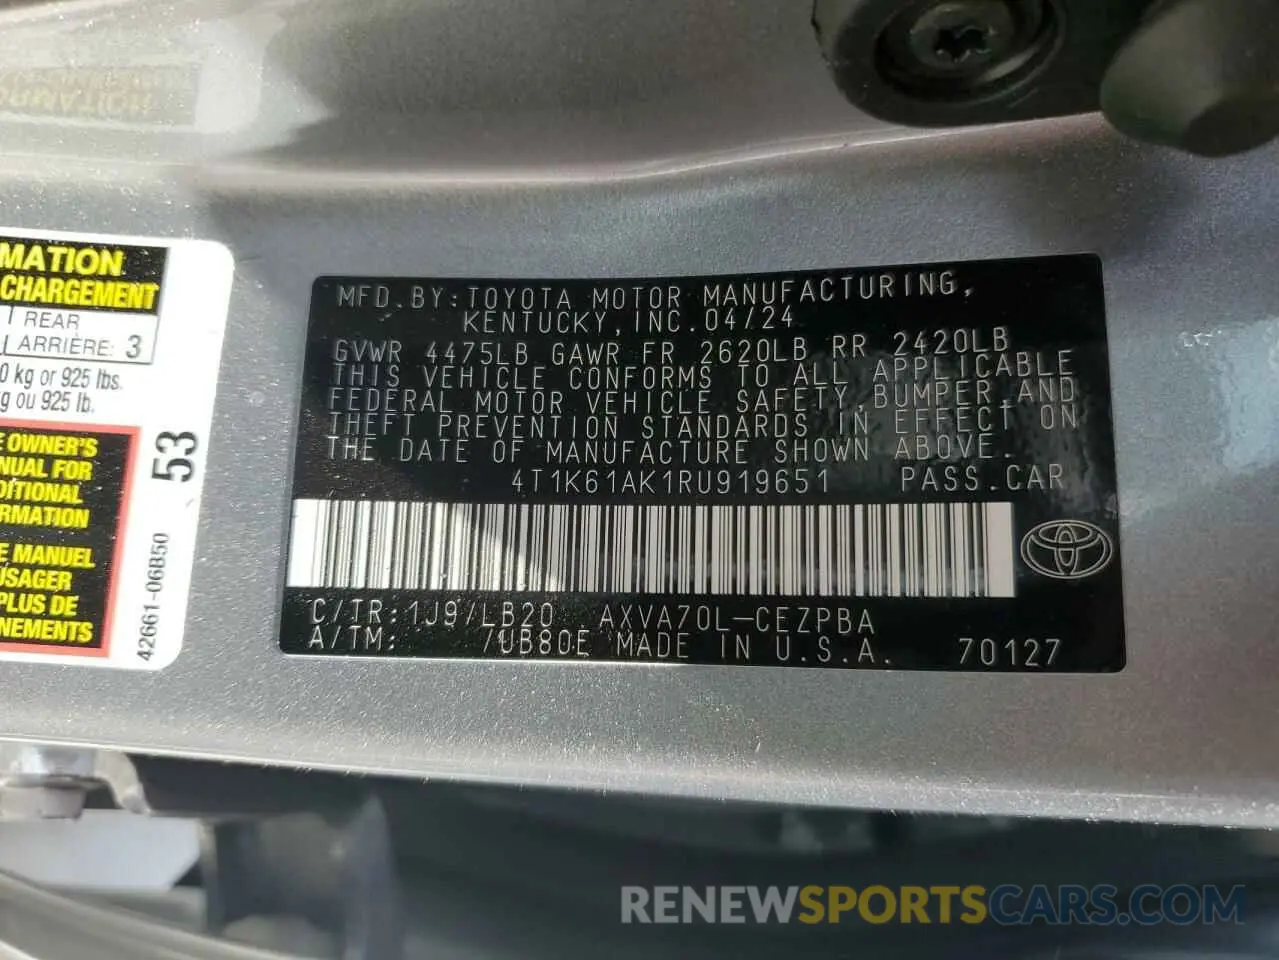 MATION
CHARGEMENT
REAR
ARRIÈRE: 3
0 kg or 925 lbs.
g ou 925 lb.
E OWNER'S
NUAL FOR
DITIONAL
RMATION
E MANUEL
USAGER
PLUS DE
NEMENTS
53
42661-06B50
MFD.BY:TOYOTA MOTOR MANUFACTURING,
KENTUCKY,INC.04/24
GVWR 4475LB GAWR FR 2620LB RR 2420LB
THIS VEHICLE CONFORMS TO ALL APPLICABLE
FEDERAL MOTOR VEHICLE SAFETY,BUMPER,AND
THEFT PREVENTION STANDARDS IN EFFECT ON
THE DATE OF MANUFACTURE SHOWN ABOVE.
4T1K61AK1RU919651 PASS.CAR
C/TR:1J9/LB20 AXVA70L-CEZPBA
A/TM: /UB80E MADE IN U.S.A. 70127
RENEWSPORTSCARS.COM